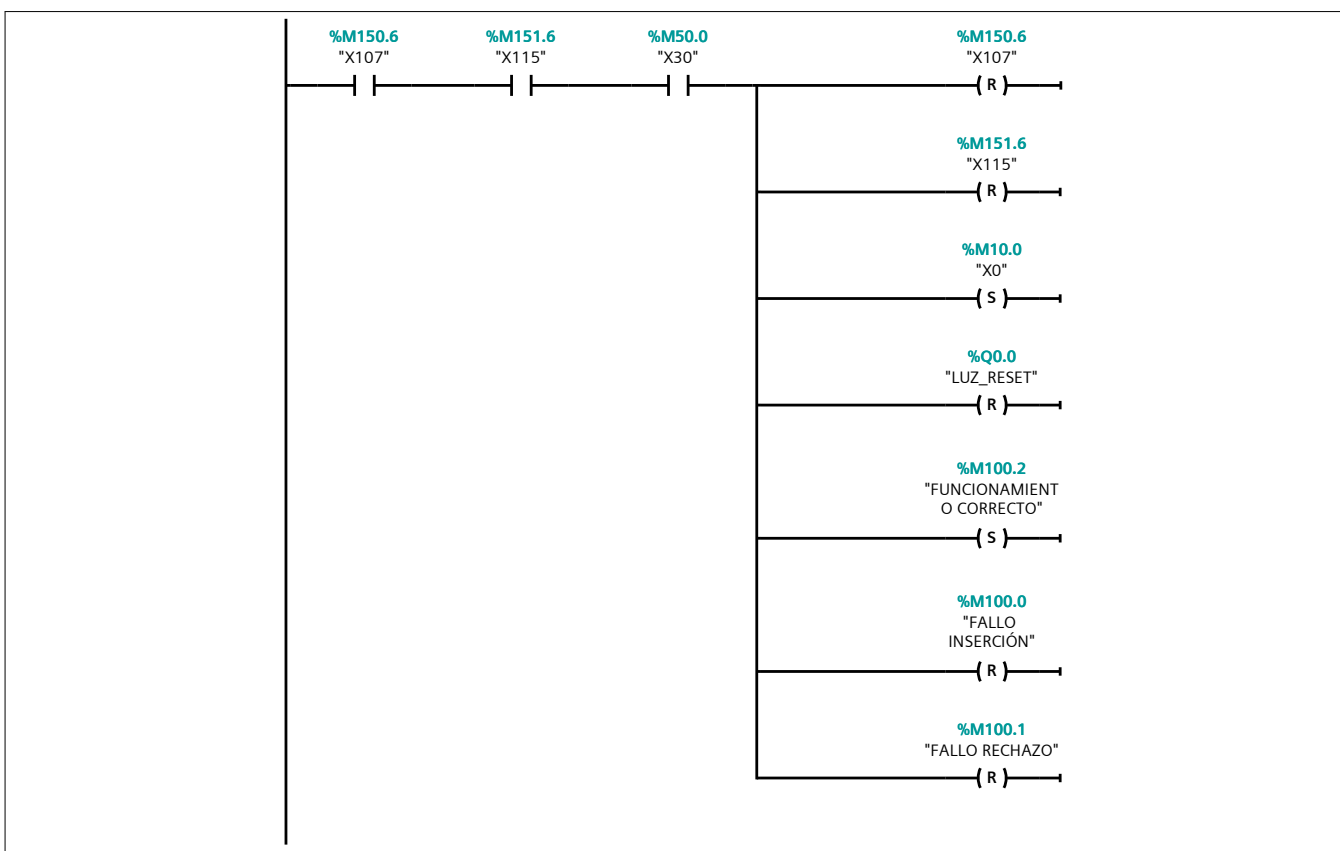 %M150.6 %M151.6 %M50.0 %M150.6
"X107" "X115" "X30" "X107"
R
%M151.6
"X115"
R
%M10.0
"X0"
S
%Q0.0
"LUZ_RESET"
R
%M100.2
"FUNCIONAMIENT
O CORRECTO"
S
%M100.0
"FALLO
INSERCIÓN"
R
%M100.1
"FALLO RECHAZO"
R